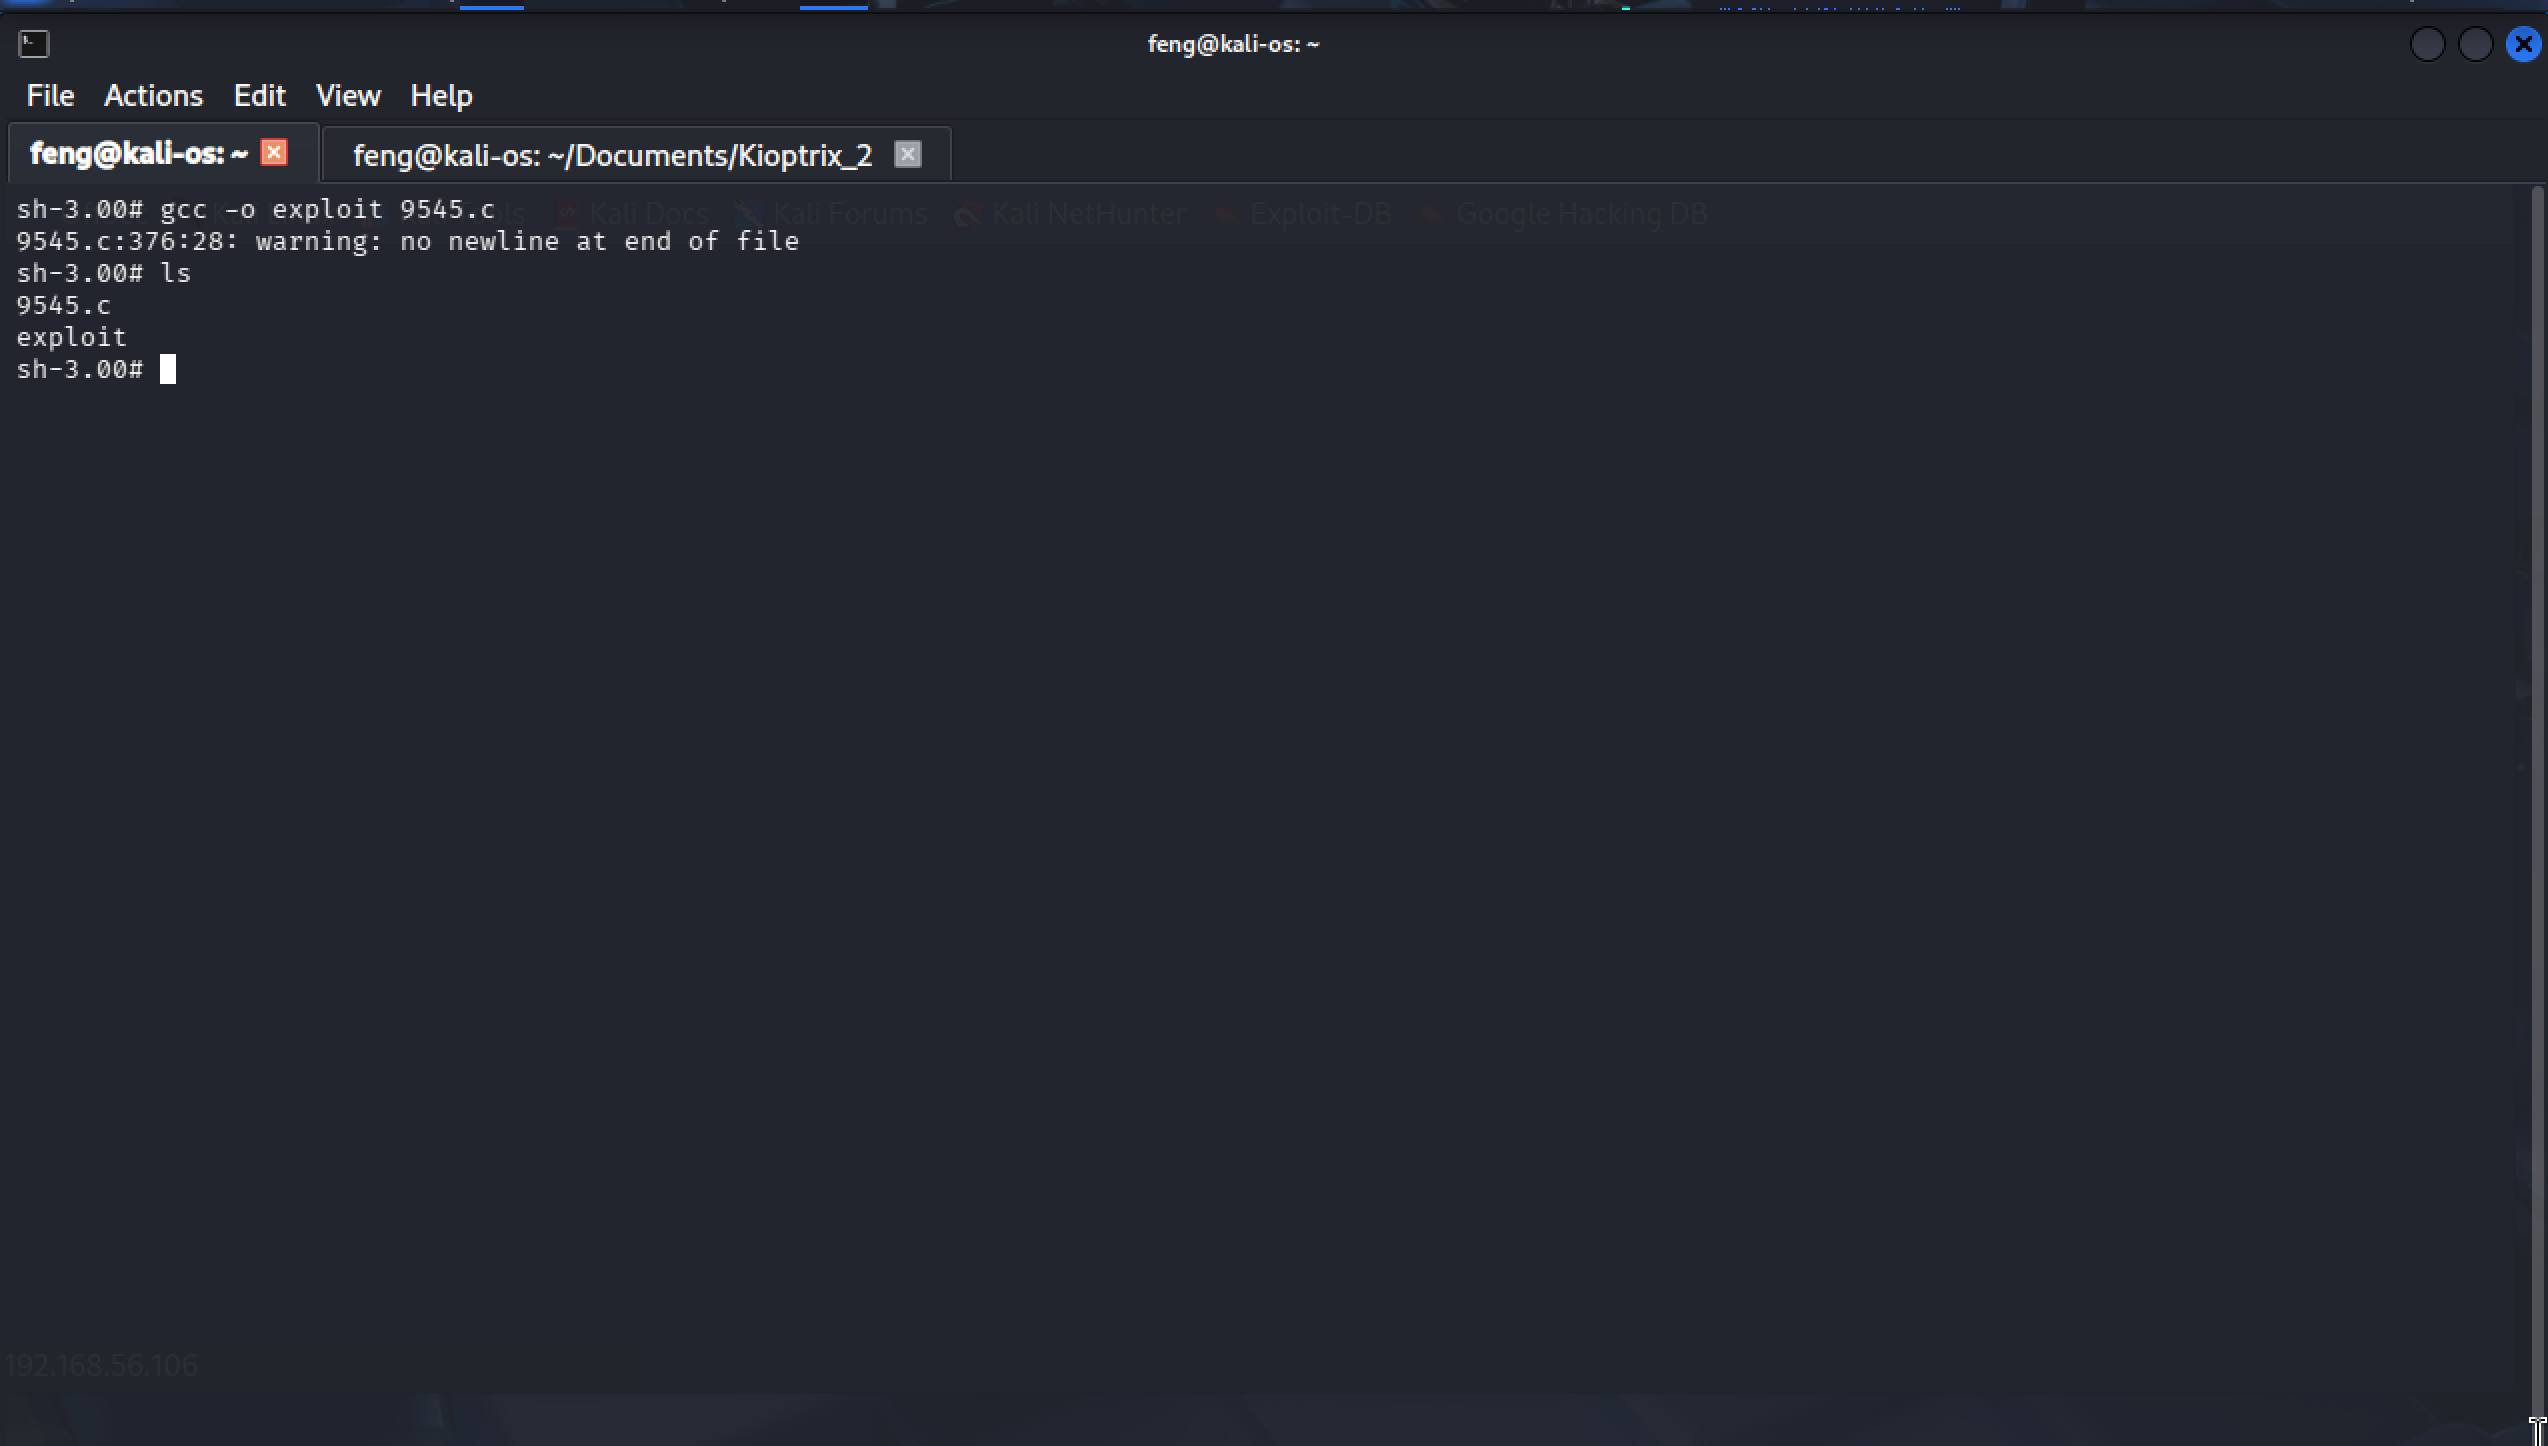 feng@kali-os: ~
File Actions Edit View Help
feng@kali-os: ~
feng@kali-os: ~/Documents/Kioptrix_2
sh-3.00# gcc -o exploit 9545.c
Kali Docs Kali Forums Kali NetHunter Exploit-DB Google Hacking DB
9545.c:376:28: warning: no newline at end of file
sh-3.00# ls
9545.c
exploit
sh-3.00#
192.168.56.106